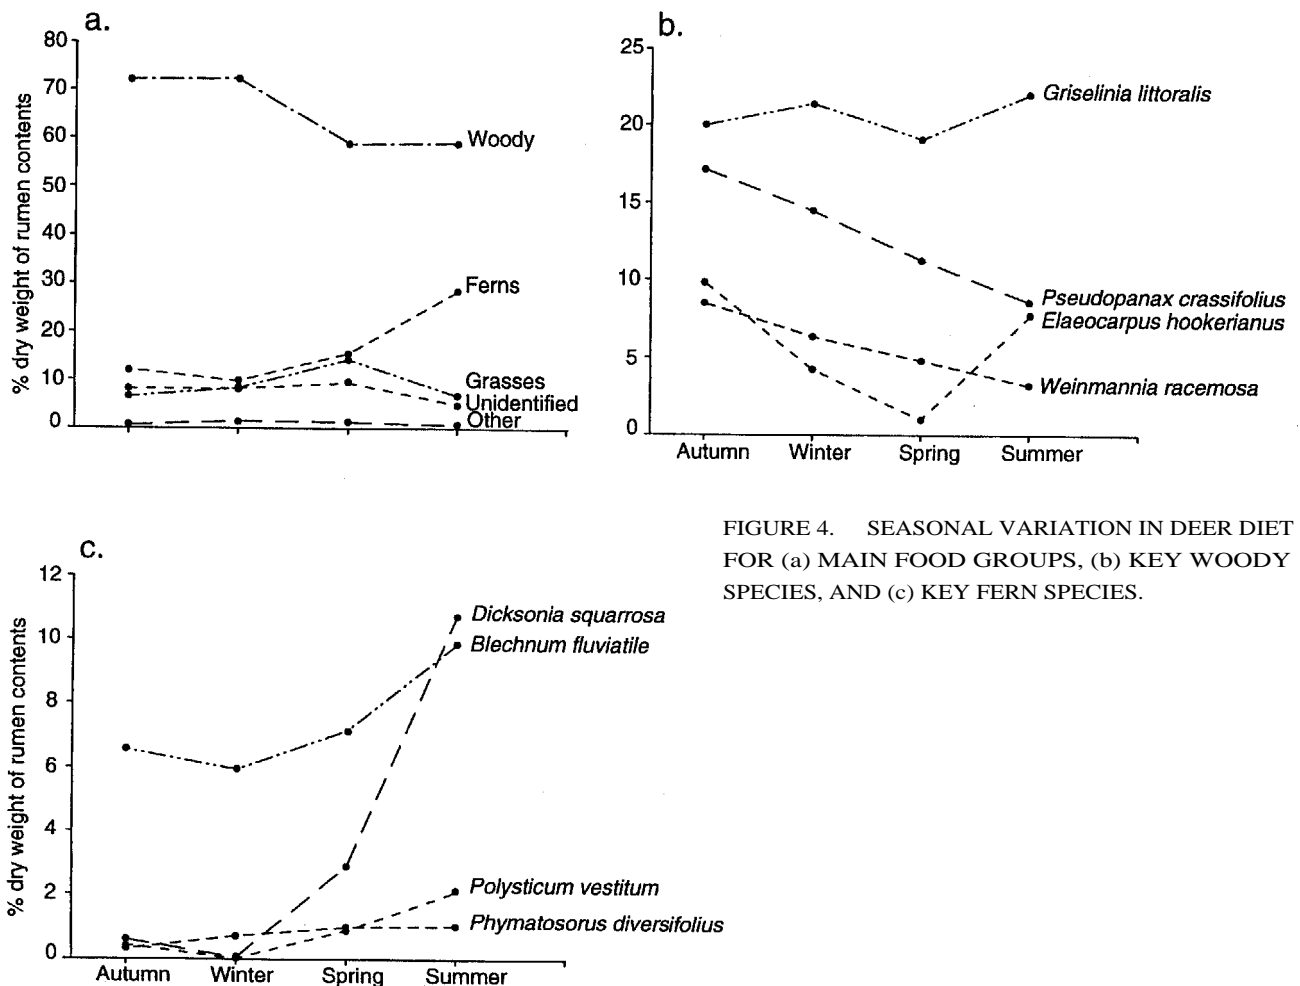 a.
% dry weight of rumen contents
80
70
60
50
40
30
20
10
0
Woody
Ferns
Grasses
Unidentified
Other
b.
25
20
15
10
5
0
Griselinia littoralis
Pseudopanax crassifolius
Elaeocarpus hookerianus
Weinmannia racemosa
Autumn Winter Spring Summer
FIGURE 4. SEASONAL VARIATION IN DEER DIET
FOR (a) MAIN FOOD GROUPS, (b) KEY WOODY
SPECIES, AND (c) KEY FERN SPECIES.
c.
% dry weight of rumen contents
12
10
8
6
4
2
0
Dicksonia squarrosa
Blechnum fluviatile
Polysticum vestitum
Phymatosorus diversifolius
Autumn Winter Spring Summer